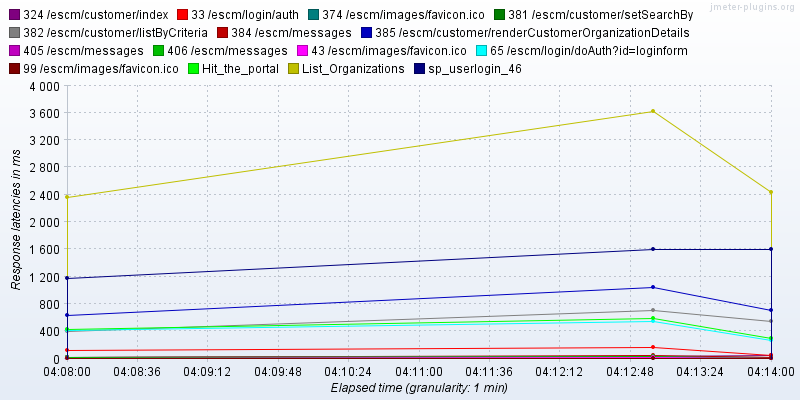 jmeter-plugins.org
324 /escm/customer/index 33 /escm/login/auth 374 /escm/images/favicon.ico 381 /escm/customer/setSearchBy
382 /escm/customer/listByCriteria 384 /escm/messages 385 /escm/customer/renderCustomerOrganizationDetails
405 /escm/messages 406 /escm/messages 43 /escm/images/favicon.ico 65 /escm/login/doAuth?id=loginform
99 /escm/images/favicon.ico Hit_the_portal List_Organizations sp_userlogin_46
4 000
3 600
3 200
2 800
2 400
2 000
1 600
1 200
800
400
0
Response latencies in ms
04:08:00 04:08:36 04:09:12 04:09:48 04:10:24 04:11:00 04:11:36 04:12:12 04:12:48 04:13:24 04:14:00
Elapsed time (granularity: 1 min)